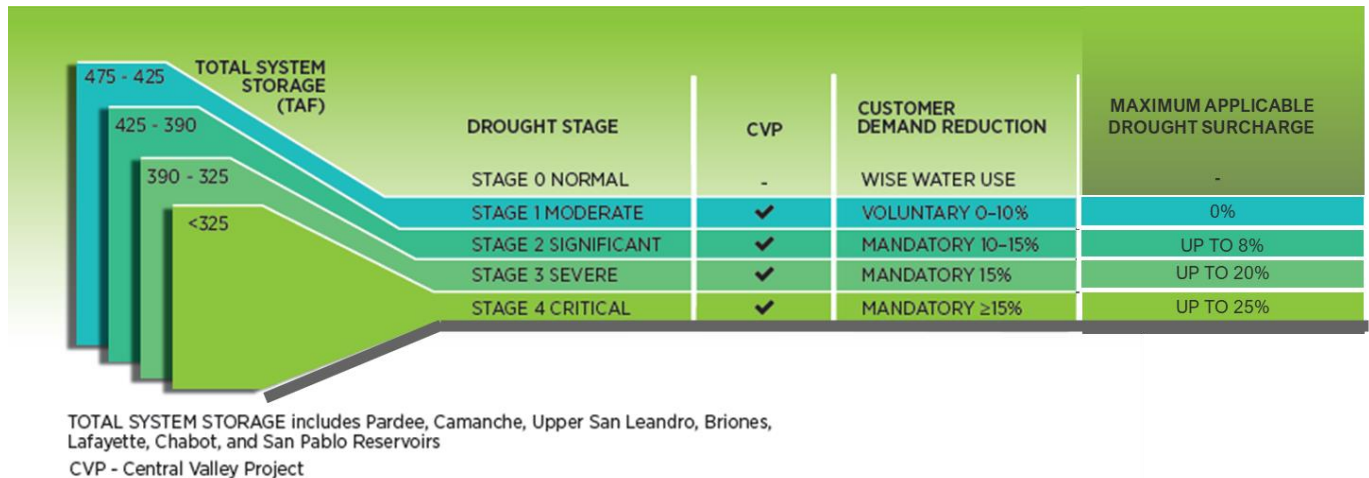 475 - 425
TOTAL SYSTEM
STORAGE
(TAF)
425 - 390
390 - 325
<325
DROUGHT STAGE CVP CUSTOMER DEMAND REDUCTION MAXIMUM APPLICABLE DROUGHT SURCHARGE
STAGE 0 NORMAL - WISE WATER USE -
STAGE 1 MODERATE ✔ VOLUNTARY 0–10% 0%
STAGE 2 SIGNIFICANT ✔ MANDATORY 10–15% UP TO 8%
STAGE 3 SEVERE ✔ MANDATORY 15% UP TO 20%
STAGE 4 CRITICAL ✔ MANDATORY ≥15% UP TO 25%
TOTAL SYSTEM STORAGE includes Pardee, Camanche, Upper San Leandro, Briones,
Lafayette, Chabot, and San Pablo Reservoirs
CVP - Central Valley Project